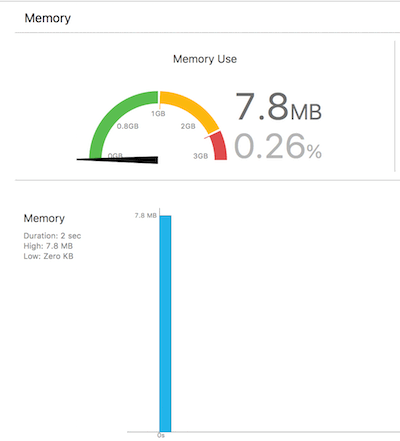 Memory
Memory Use
7.8MB
0.26%
1GB
0.8GB
2GB
0GB
3GB
Memory
Duration: 2 sec
High: 7.8 MB
Low: Zero KB
7.8 MB
0s